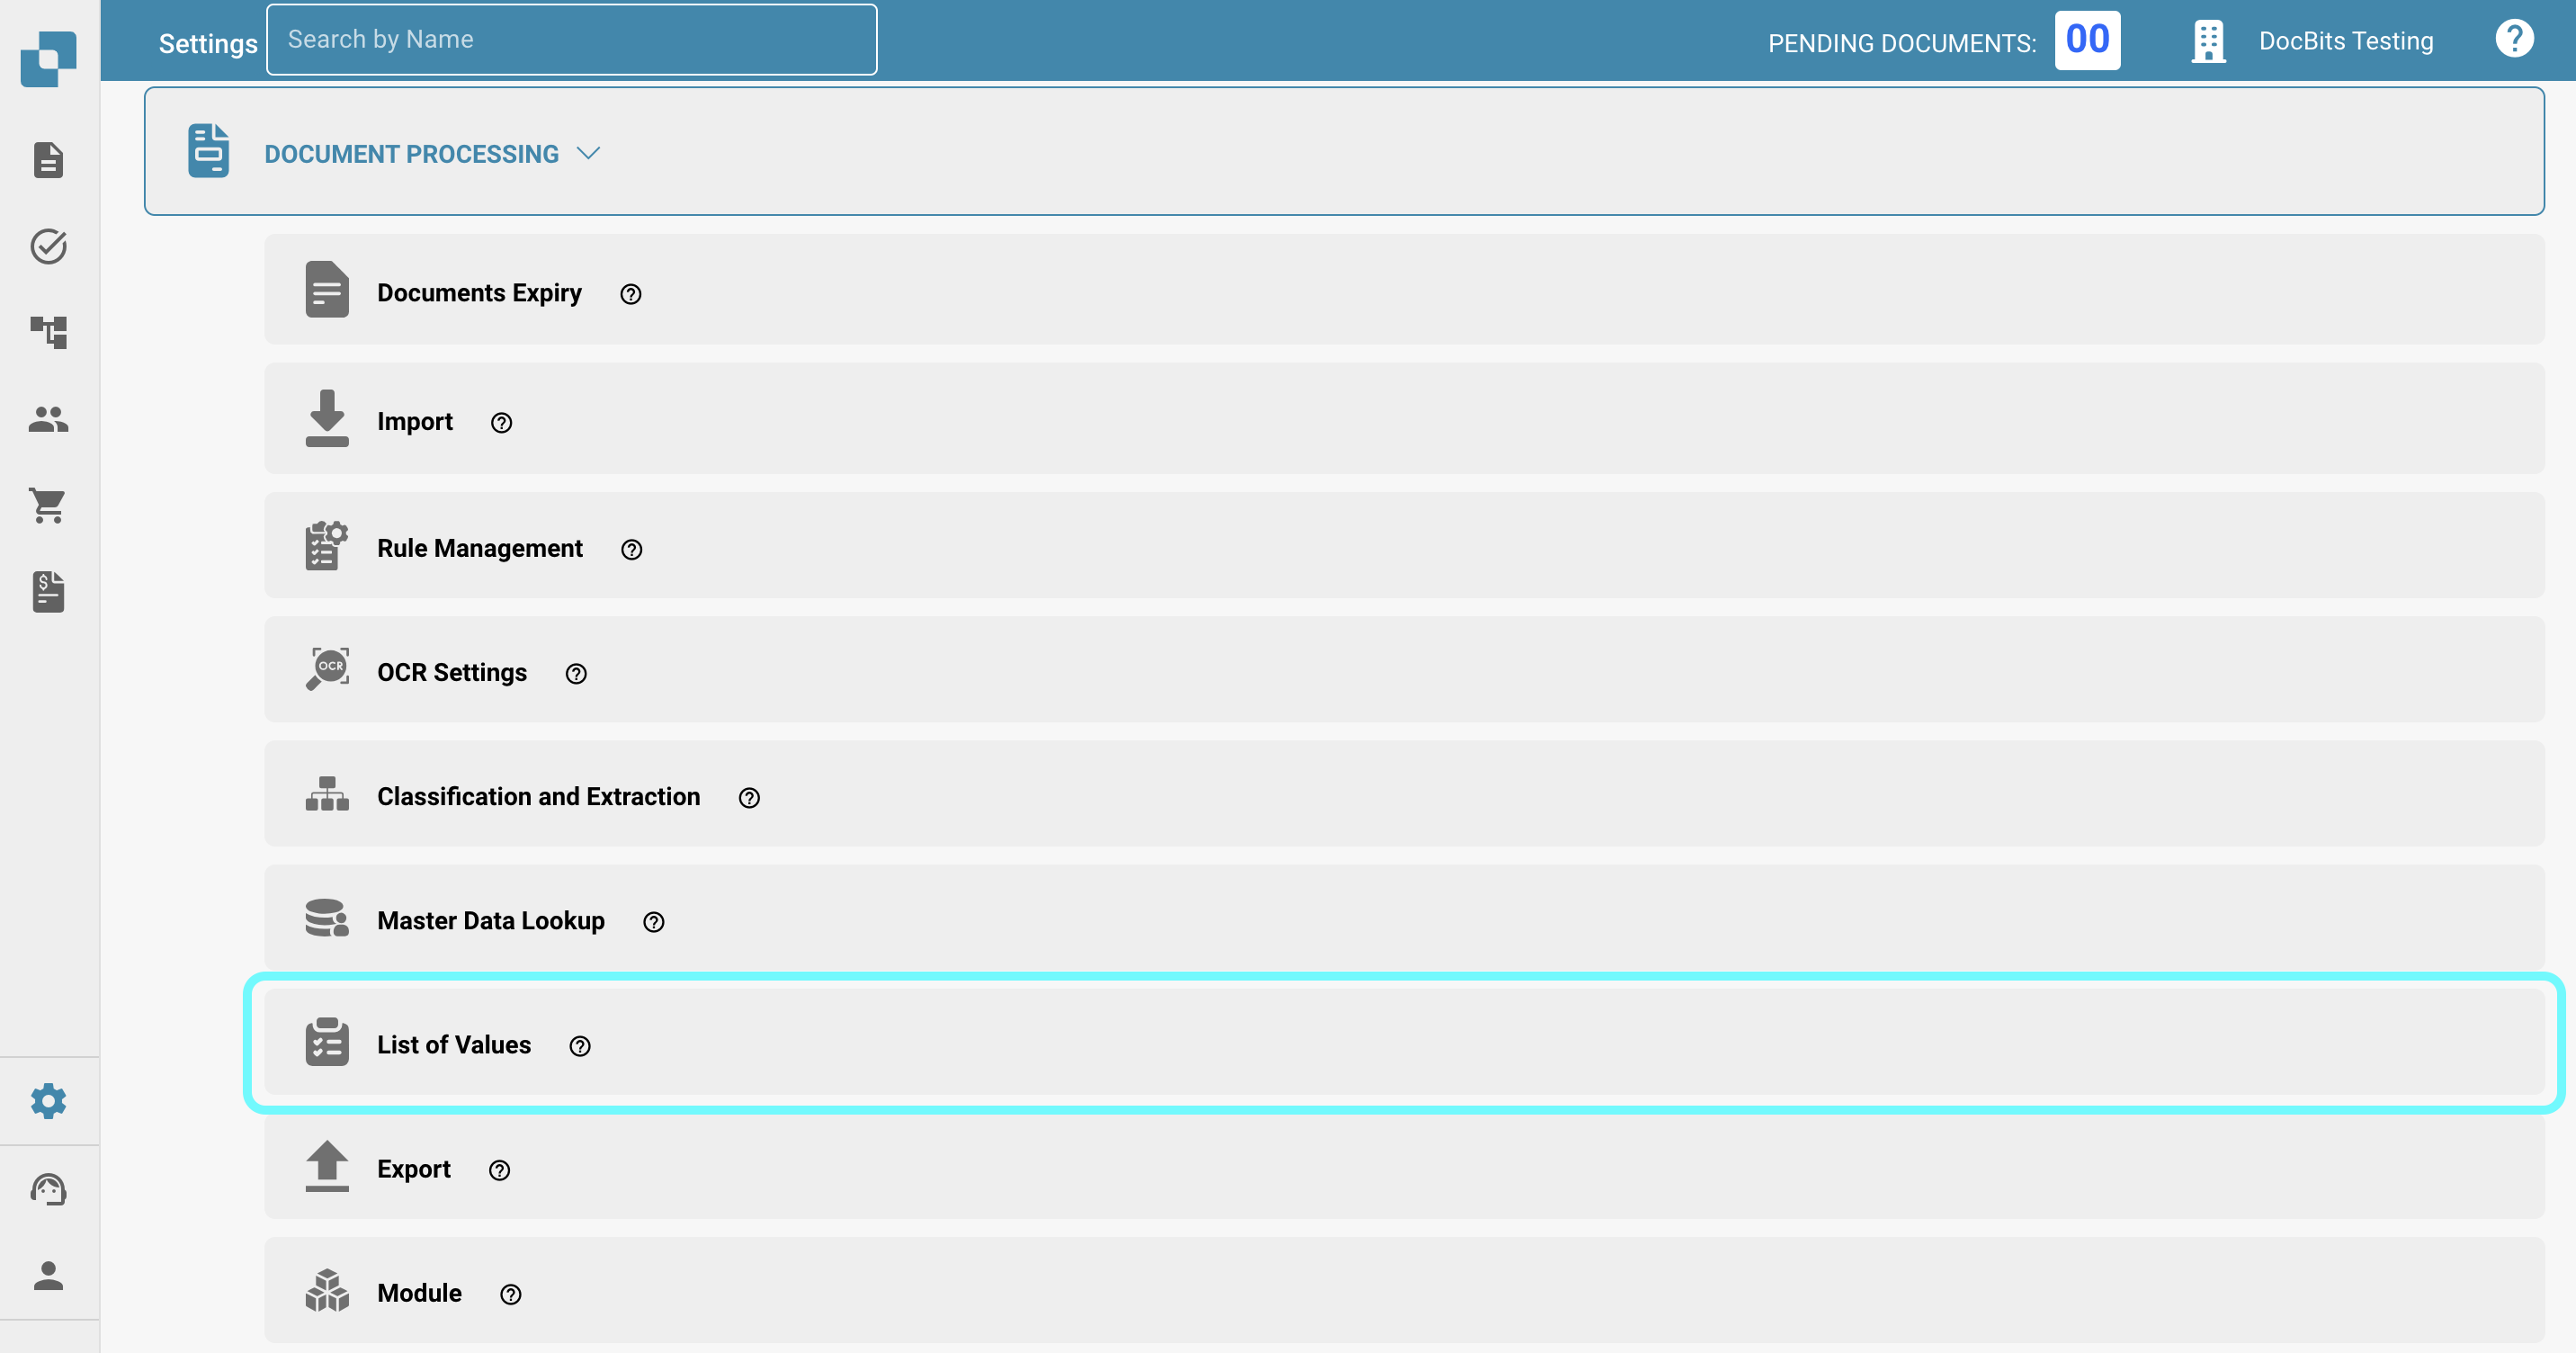 Settings
Search by Name
PENDING DOCUMENTS: 00
DocBits Testing
DOCUMENT PROCESSING
Documents Expiry
Import
Rule Management
OCR
OCR Settings
Classification and Extraction
Master Data Lookup
List of Values
Export
Module